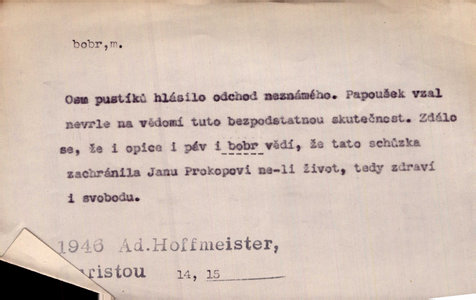 bobr,m.
Osm pustíků hlásilo odchod neznámého. Papoušek vzal
nevrle na vědomí tuto bezpodstatnou skutečnost. Zdálo
se, že i opice i páv i bobr vědí, že tato schůzka
zachránila Janu Prokopovi ne-li život, tedy zdraví
i svobodu.
1946 Ad.Hoffmeister,
aristou 14, 15